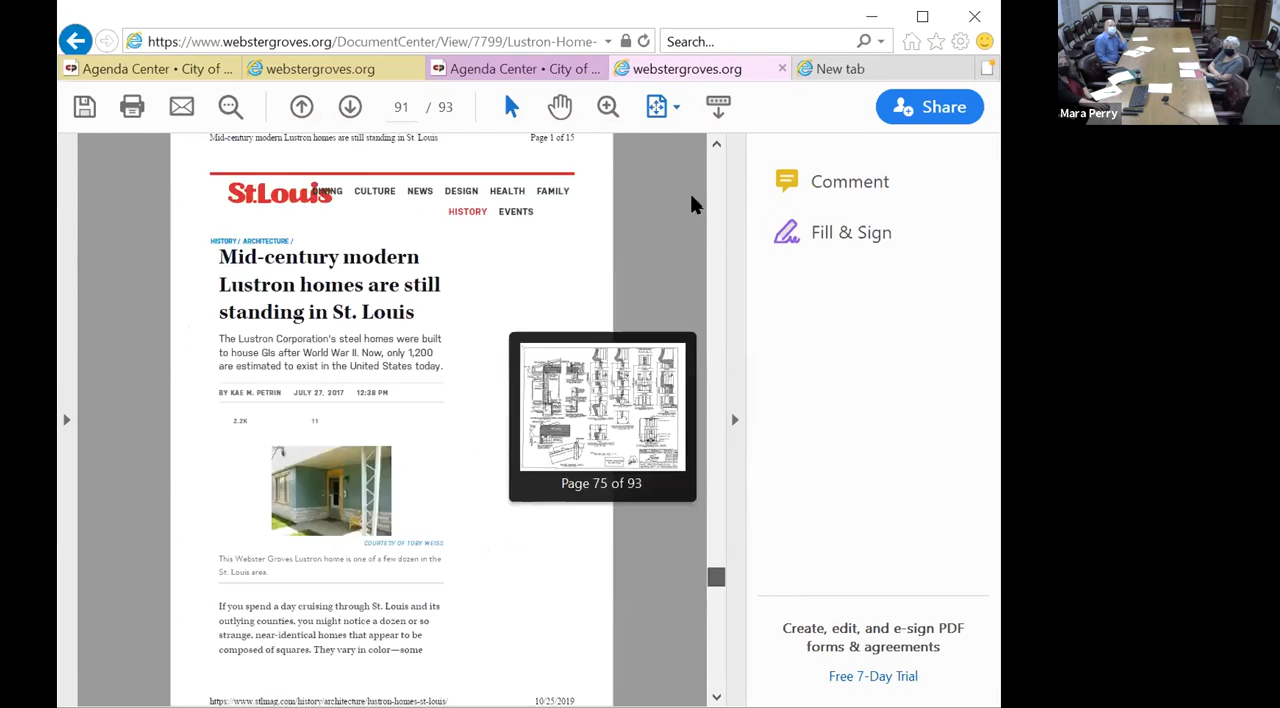 https://www.webstergroves.org/DocumentCenter/View/7799/Lustron-Home-
Search...
Agenda Center • City of ...
webstergroves.org
Agenda Center • City of ...
webstergroves.org
New tab
91 / 93
Share
Mara Perry
Mid-century modern Lustron homes are still standing in St. Louis
Page 1 of 15
St.Louis
DINING CULTURE NEWS DESIGN HEALTH FAMILY
HISTORY EVENTS
HISTORY / ARCHITECTURE /
Mid-century modern
Lustron homes are still
standing in St. Louis
The Lustron Corporation's steel homes were built
to house GIs after World War II. Now, only 1,200
are estimated to exist in the United States today.
BY KAE M. PETRIN JULY 27, 2017 12:38 PM
2.2K 11
COURTESY OF TOBY WEISS
This Webster Groves Lustron home is one of a few dozen in the
St. Louis area.
If you spend a day cruising through St. Louis and its
outlying counties, you might notice a dozen or so
strange, near-identical homes that appear to be
composed of squares. They vary in color—some
https://www.stlmag.com/history/architecture/lustron-homes-st-louis/
10/25/2019
Page 75 of 93
Comment
Fill & Sign
Create, edit, and e-sign PDF
forms & agreements
Free 7-Day Trial